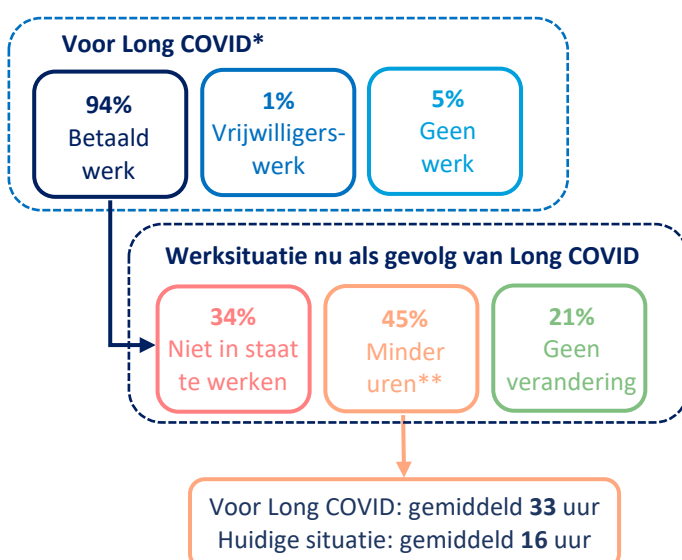 Voor Long COVID*
94%
Betaald
werk
1%
Vrijwilligers-
werk
5%
Geen
werk
Werksituatie nu als gevolg van Long COVID
34%
Niet in staat
te werken
45%
Minder
uren**
21%
Geen
verandering
Voor Long COVID: gemiddeld 33 uur
Huidige situatie: gemiddeld 16 uur